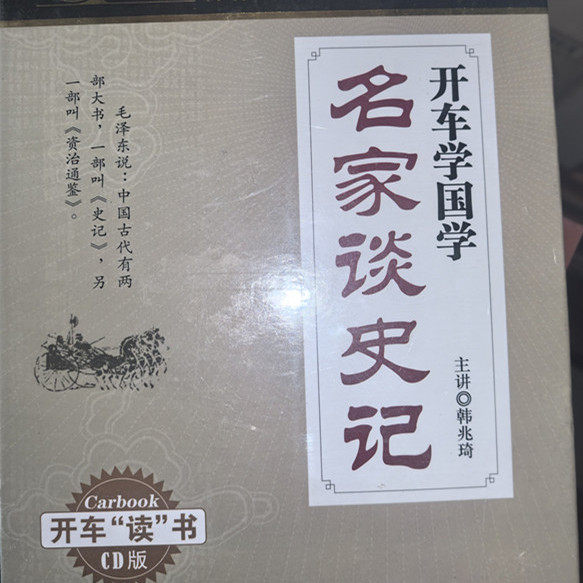 开车学国学
名家谈史记
主讲◎韩兆琦
毛泽东说：中国古代有两
部大书，一部叫《史记》，另
一部叫《资治通鉴》。
Carbook
开车“读”书
CD版